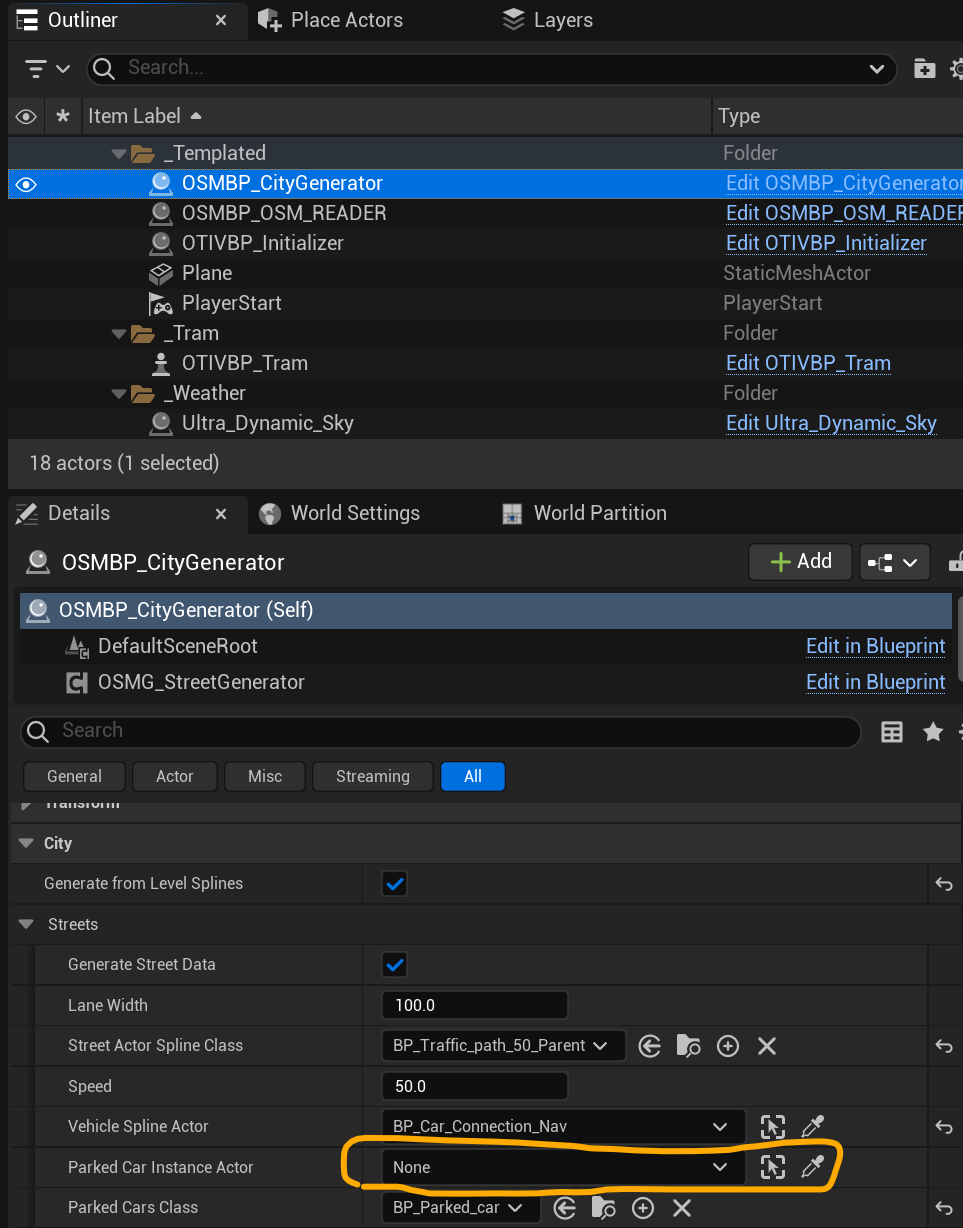 Outliner × Place Actors Layers
Search...
* Item Label Type
_Templated Folder
OSMBP_CityGenerator Edit OSMBP_CityGenerator
OSMBP_OSM_READER Edit OSMBP_OSM_READER
OTIVBP_Initializer Edit OTIVBP_Initializer
Plane StaticMeshActor
PlayerStart PlayerStart
_Tram Folder
OTIVBP_Tram Edit OTIVBP_Tram
_Weather Folder
Ultra_Dynamic_Sky Edit Ultra_Dynamic_Sky
18 actors (1 selected)
Details × World Settings World Partition
OSMBP_CityGenerator + Add
OSMBP_CityGenerator (Self)
DefaultSceneRoot Edit in Blueprint
OSMG_StreetGenerator Edit in Blueprint
Search
General Actor Misc Streaming All
Transform
City
Generate from Level Splines
Streets
Generate Street Data
Lane Width 100.0
Street Actor Spline Class BP_Traffic_path_50_Parent
Speed 50.0
Vehicle Spline Actor BP_Car_Connection_Nav
Parked Car Instance Actor None
Parked Cars Class BP_Parked_car